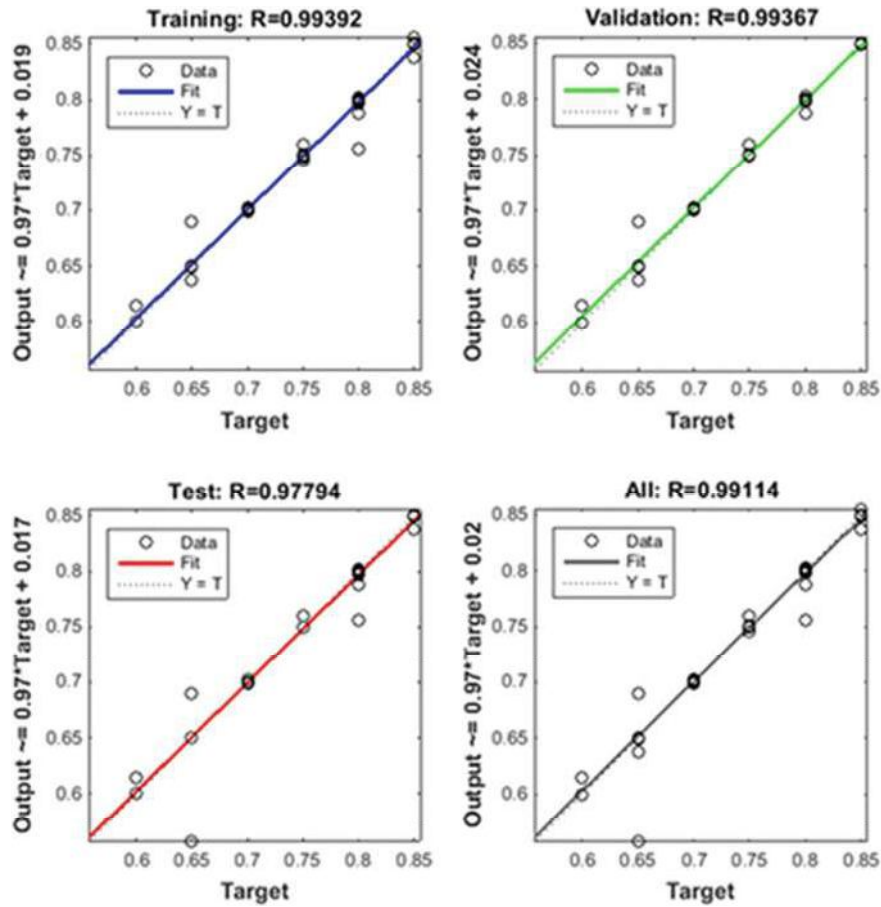 Training: R=0.99392
Output ~= 0.97*Target + 0.019
0.85
0.8
0.75
0.7
0.65
0.6
Data
Fit
Y = T
0.6 0.65 0.7 0.75 0.8 0.85
Target
Validation: R=0.99367
Output ~= 0.97*Target + 0.024
0.85
0.8
0.75
0.7
0.65
0.6
Data
Fit
Y = T
0.6 0.65 0.7 0.75 0.8 0.85
Target
Test: R=0.97794
Output ~= 0.97*Target + 0.017
0.85
0.8
0.75
0.7
0.65
0.6
Data
Fit
Y = T
0.6 0.65 0.7 0.75 0.8 0.85
Target
All: R=0.99114
Output ~= 0.97*Target + 0.02
0.85
0.8
0.75
0.7
0.65
0.6
Data
Fit
Y = T
0.6 0.65 0.7 0.75 0.8 0.85
Target